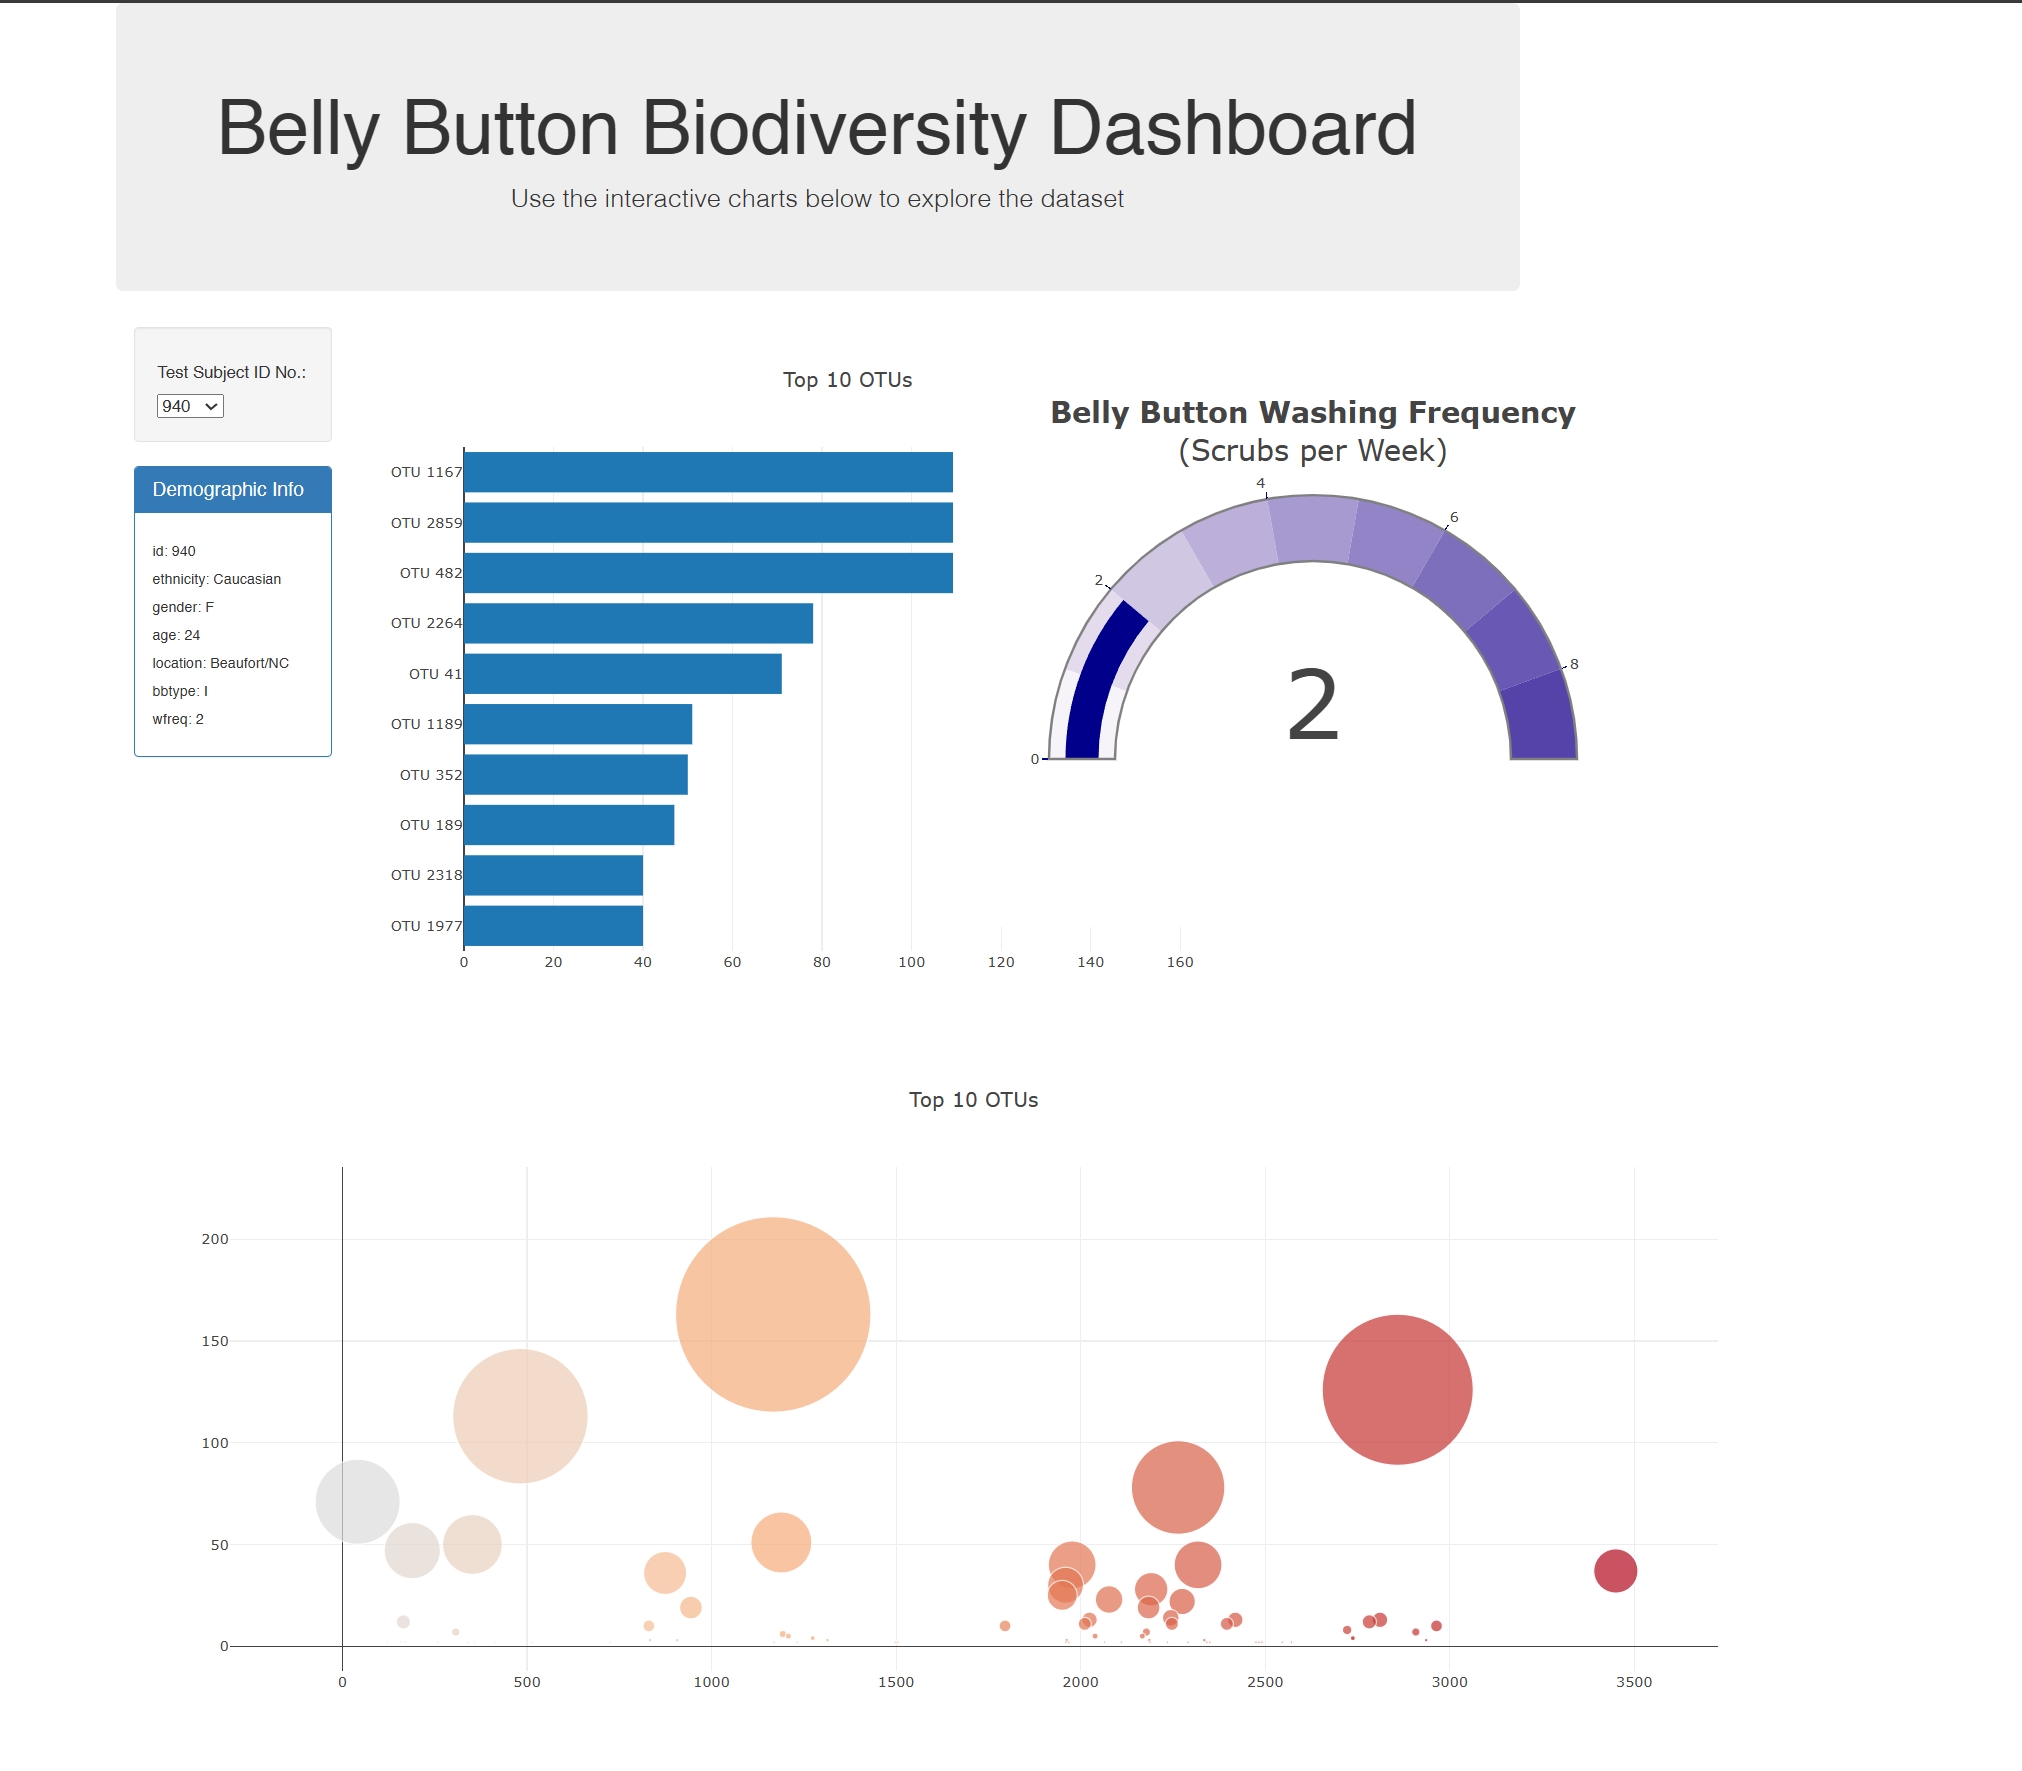 Belly Button Biodiversity Dashboard
Use the interactive charts below to explore the dataset
Test Subject ID No.:
940
Demographic Info
id: 940
ethnicity: Caucasian
gender: F
age: 24
location: Beaufort/NC
bbtype: I
wfreq: 2
Top 10 OTUs
OTU 1167
OTU 2859
OTU 482
OTU 2264
OTU 41
OTU 1189
OTU 352
OTU 189
OTU 2318
OTU 1977
0 20 40 60 80 100 120 140 160
Belly Button Washing Frequency
(Scrubs per Week)
0
2
4
6
8
2
Top 10 OTUs
200
150
100
50
0
0 500 1000 1500 2000 2500 3000 3500